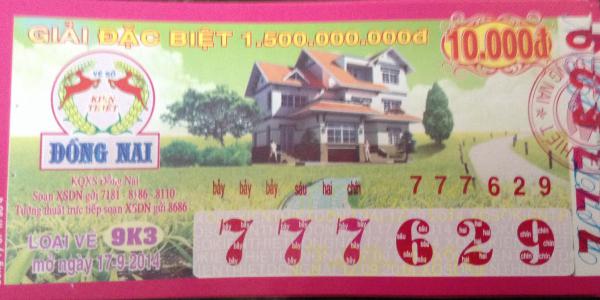 GIẢI ĐẶC BIỆT 1.500.000.000đ
10.000đ
VÉ SỐ
KIẾN THIẾT
ĐỒNG NAI
KQXS Đồng Nai
Soạn XSDN gửi 7181 - 8186 - 8110
Tường thuật trực tiếp soạn XSDN gửi 8686
LOẠI VÉ 9K3
mở ngày 17-9-2014
bảy bảy bảy sáu hai chín
777629
777629